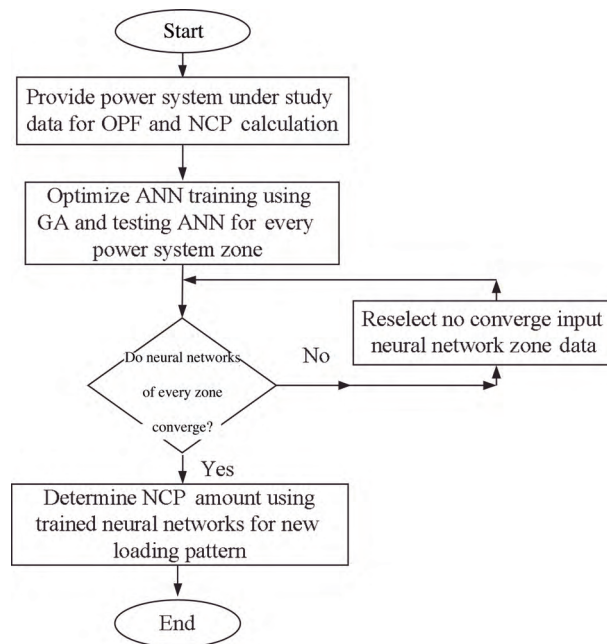 Start
Provide power system under study
data for OPF and NCP calculation
Optimize ANN training using
GA and testing ANN for every
power system zone
Reselect no converge input
neural network zone data
Do neural networks
of every zone
converge?
No
Yes
Determine NCP amount using
trained neural networks for new
loading pattern
End